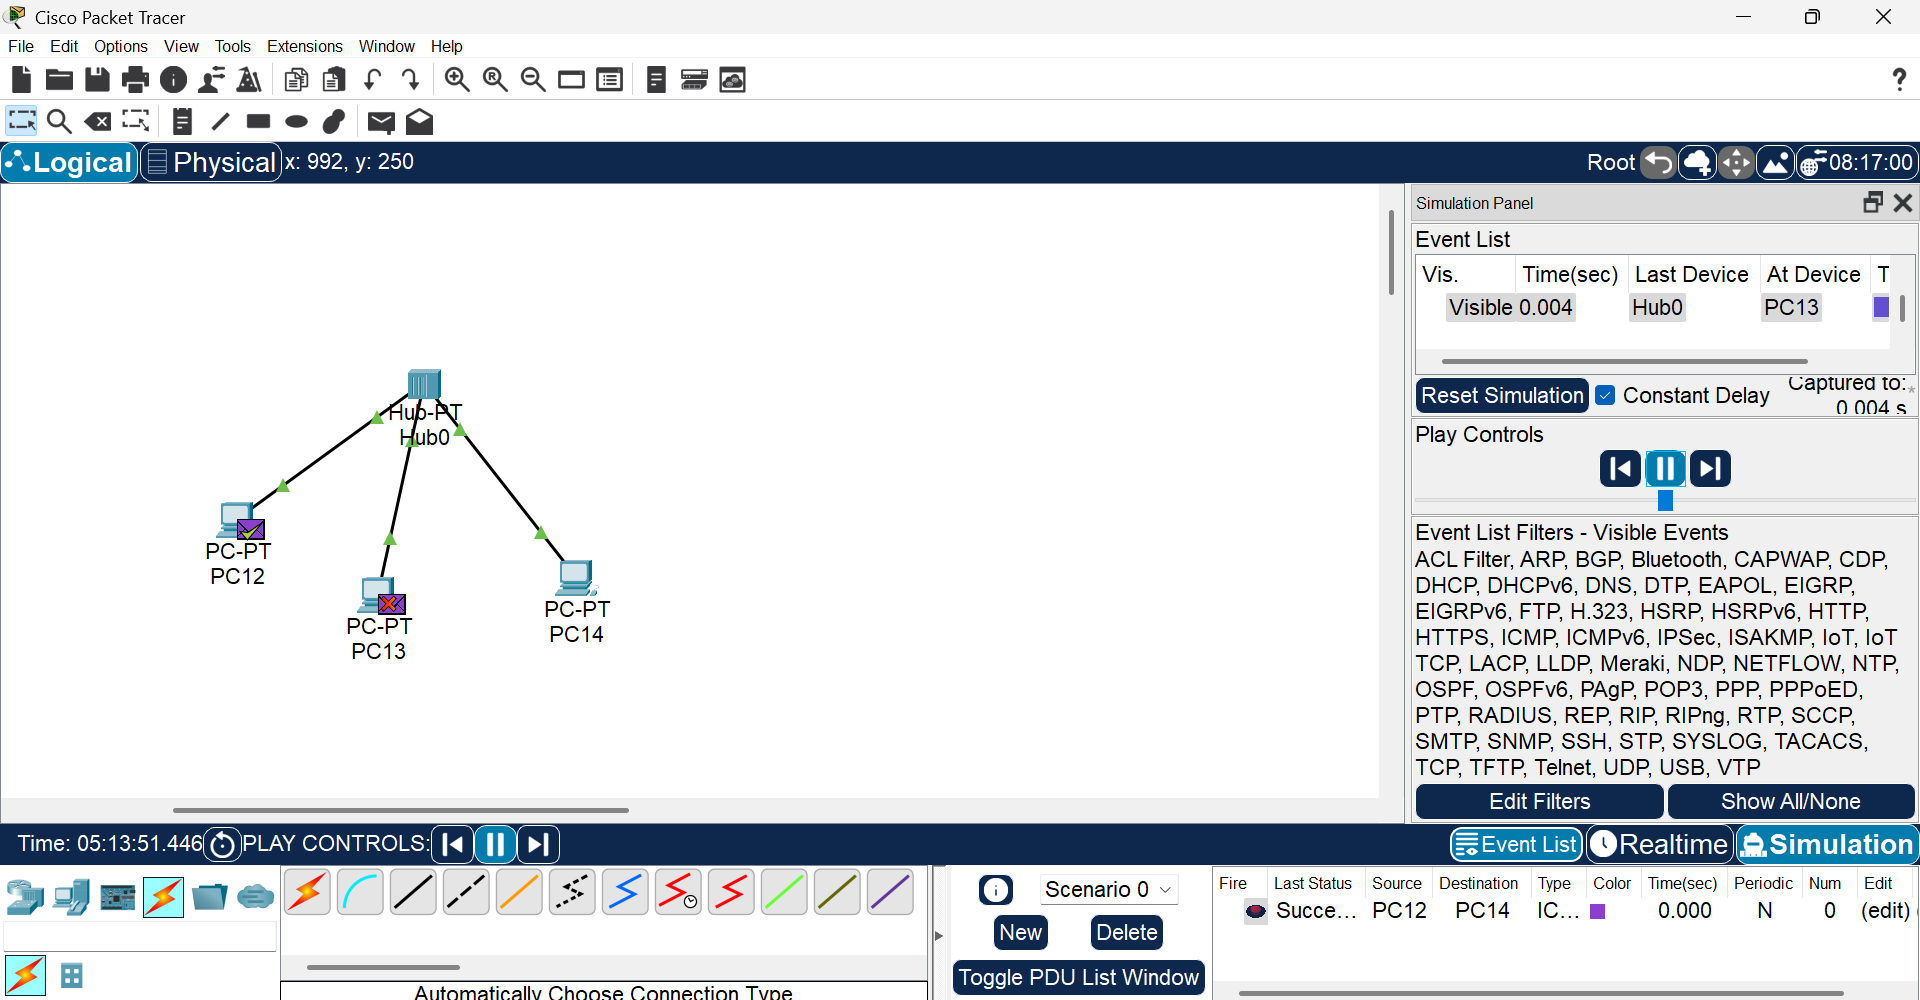 Cisco Packet Tracer
File Edit Options View Tools Extensions Window Help
Logical Physical x: 992, y: 250 Root 08:17:00
Simulation Panel
Event List
Vis. Time(sec) Last Device At Device T
Visible 0.004 Hub0 PC13
Reset Simulation Constant Delay Captured to: *
0.004 s
Play Controls
Event List Filters - Visible Events
ACL Filter, ARP, BGP, Bluetooth, CAPWAP, CDP,
DHCP, DHCPv6, DNS, DTP, EAPOL, EIGRP,
EIGRPv6, FTP, H.323, HSRP, HSRPv6, HTTP,
HTTPS, ICMP, ICMPv6, IPSec, ISAKMP, IoT, IoT
TCP, LACP, LLDP, Meraki, NDP, NETFLOW, NTP,
OSPF, OSPFv6, PAgP, POP3, PPP, PPPoED,
PTP, RADIUS, REP, RIP, RIPng, RTP, SCCP,
SMTP, SNMP, SSH, STP, SYSLOG, TACACS,
TCP, TFTP, Telnet, UDP, USB, VTP
Edit Filters Show All/None
Hub-PT
Hub0
PC-PT
PC12
PC-PT
PC13
PC-PT
PC14
Time: 05:13:51.446 PLAY CONTROLS: Event List Realtime Simulation
Scenario 0
New Delete
Toggle PDU List Window
Fire Last Status Source Destination Type Color Time(sec) Periodic Num Edit
Succe... PC12 PC14 IC... 0.000 N 0 (edit)
Automatically Choose Connection Type